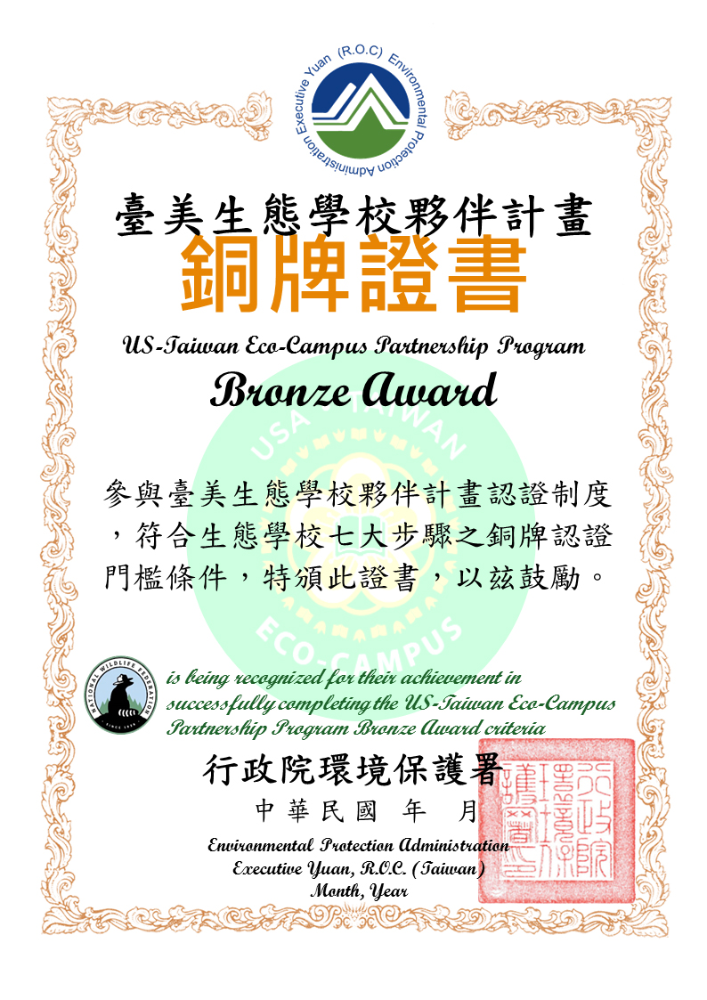 Executive Yuan (R.O.C) Environmental Protection Administration
臺美生態學校夥伴計畫
銅牌證書
US-Taiwan Eco-Campus Partnership Program
Bronze Award
USA TAIWAN
參與臺美生態學校夥伴計畫認證制度
，符合生態學校七大步驟之銅牌認證
門檻條件，特頒此證書，以茲鼓勵。
ECO-CAMPUS
NATIONAL WILDLIFE FEDERATION
SINCE 1936
is being recognized for their achievement in
successfully completing the US-Taiwan Eco-Campus
Partnership Program Bronze Award criteria
行政院環境保護署
中華民國 年 月
行政院環境保護署印
Environmental Protection Administration
Executive Yuan, R.O.C. (Taiwan)
Month, Year